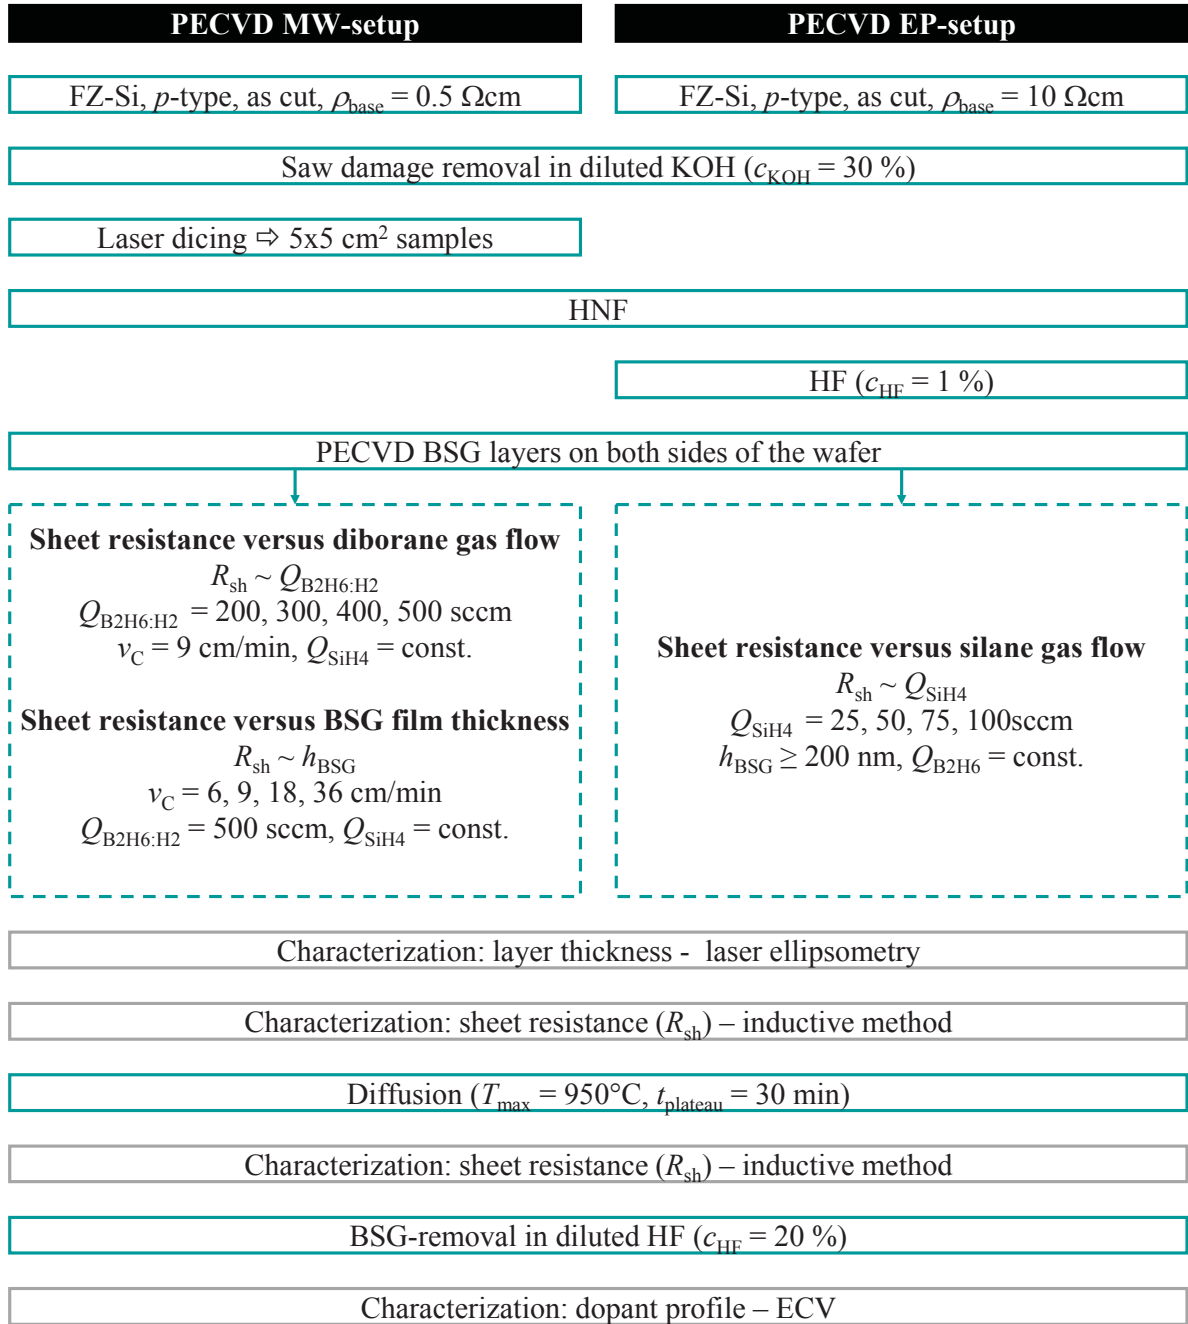 PECVD MW-setup
PECVD EP-setup
FZ-Si, p-type, as cut, ρbase = 0.5 Ωcm
FZ-Si, p-type, as cut, ρbase = 10 Ωcm
Saw damage removal in diluted KOH (cKOH = 30 %)
Laser dicing ⇨ 5x5 cm² samples
HNF
HF (cHF = 1 %)
PECVD BSG layers on both sides of the wafer
Sheet resistance versus diborane gas flow
Rsh ~ QB2H6:H2
QB2H6:H2 = 200, 300, 400, 500 sccm
vC = 9 cm/min, QSiH4 = const.
Sheet resistance versus BSG film thickness
Rsh ~ hBSG
vC = 6, 9, 18, 36 cm/min
QB2H6:H2 = 500 sccm, QSiH4 = const.
Sheet resistance versus silane gas flow
Rsh ~ QSiH4
QSiH4 = 25, 50, 75, 100sccm
hBSG ≥ 200 nm, QB2H6 = const.
Characterization: layer thickness - laser ellipsometry
Characterization: sheet resistance (Rsh) – inductive method
Diffusion (Tmax = 950°C, tplateau = 30 min)
Characterization: sheet resistance (Rsh) – inductive method
BSG-removal in diluted HF (cHF = 20 %)
Characterization: dopant profile – ECV